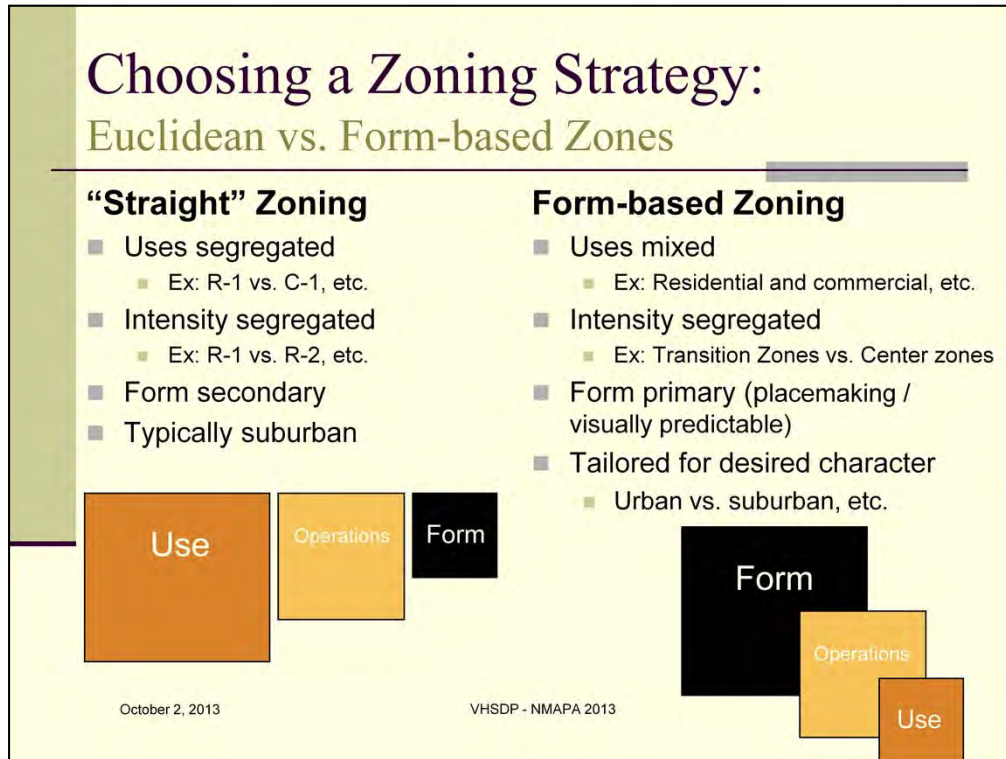 Choosing a Zoning Strategy:
Euclidean vs. Form-based Zones
“Straight” Zoning
Uses segregated
Ex: R-1 vs. C-1, etc.
Intensity segregated
Ex: R-1 vs. R-2, etc.
Form secondary
Typically suburban
Use
Operations
Form
Form-based Zoning
Uses mixed
Ex: Residential and commercial, etc.
Intensity segregated
Ex: Transition Zones vs. Center zones
Form primary (placemaking /
visually predictable)
Tailored for desired character
Urban vs. suburban, etc.
Form
Operations
Use
October 2, 2013
VHSDP - NMAPA 2013